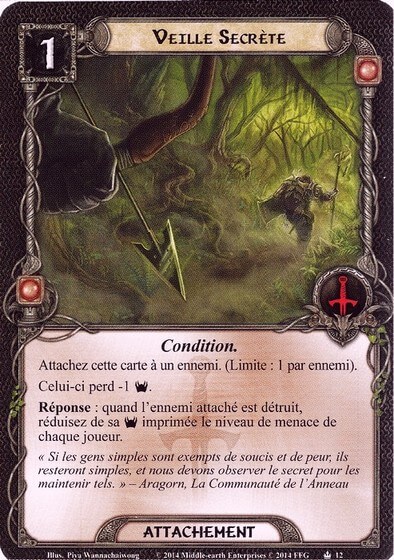 1
Veille Secrète
Condition.
Attachez cette carte à un ennemi. (Limite : 1 par ennemi).
Celui-ci perd -1 .
Réponse : quand l'ennemi attaché est détruit,
réduisez de sa imprimée le niveau de menace de
chaque joueur.
« Si les gens simples sont exempts de soucis et de peur, ils
resteront simples, et nous devons observer le secret pour les
maintenir tels. » – Aragorn, La Communauté de l'Anneau
ATTACHEMENT
Illus. Piya Wannachaiwong © 2014 Middle-earth Enterprises © 2014 FFG 12